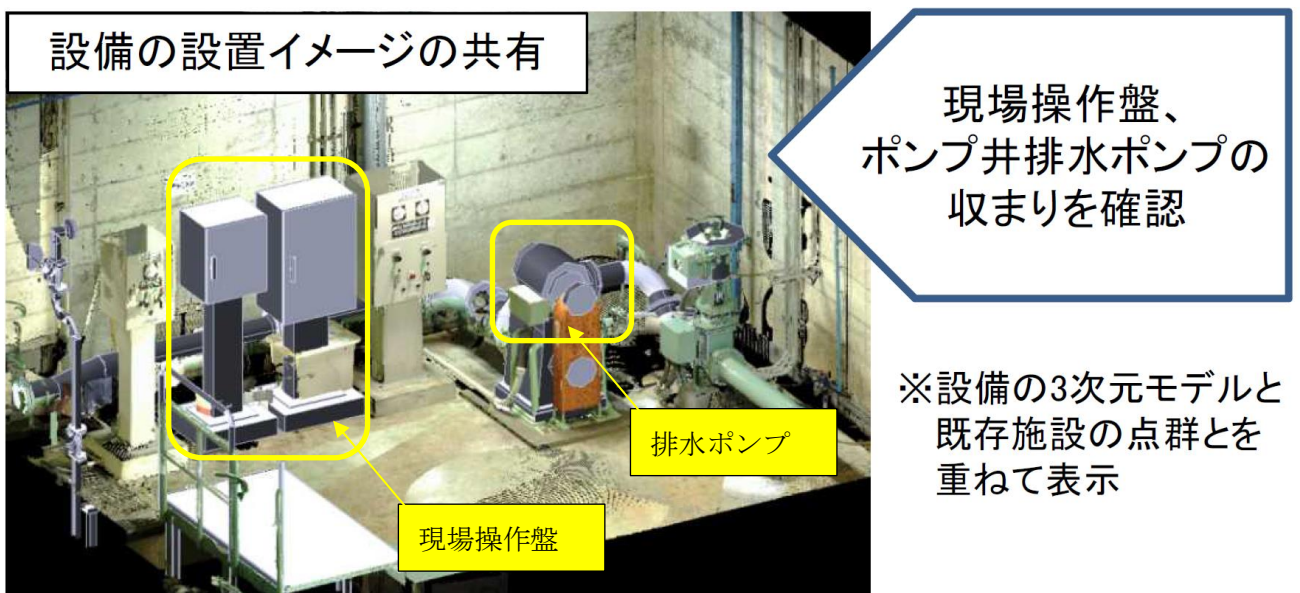 設備の設置イメージの共有
現場操作盤、
ポンプ井排水ポンプの
収まりを確認
※設備の3次元モデルと
既存施設の点群とを
重ねて表示
排水ポンプ
現場操作盤